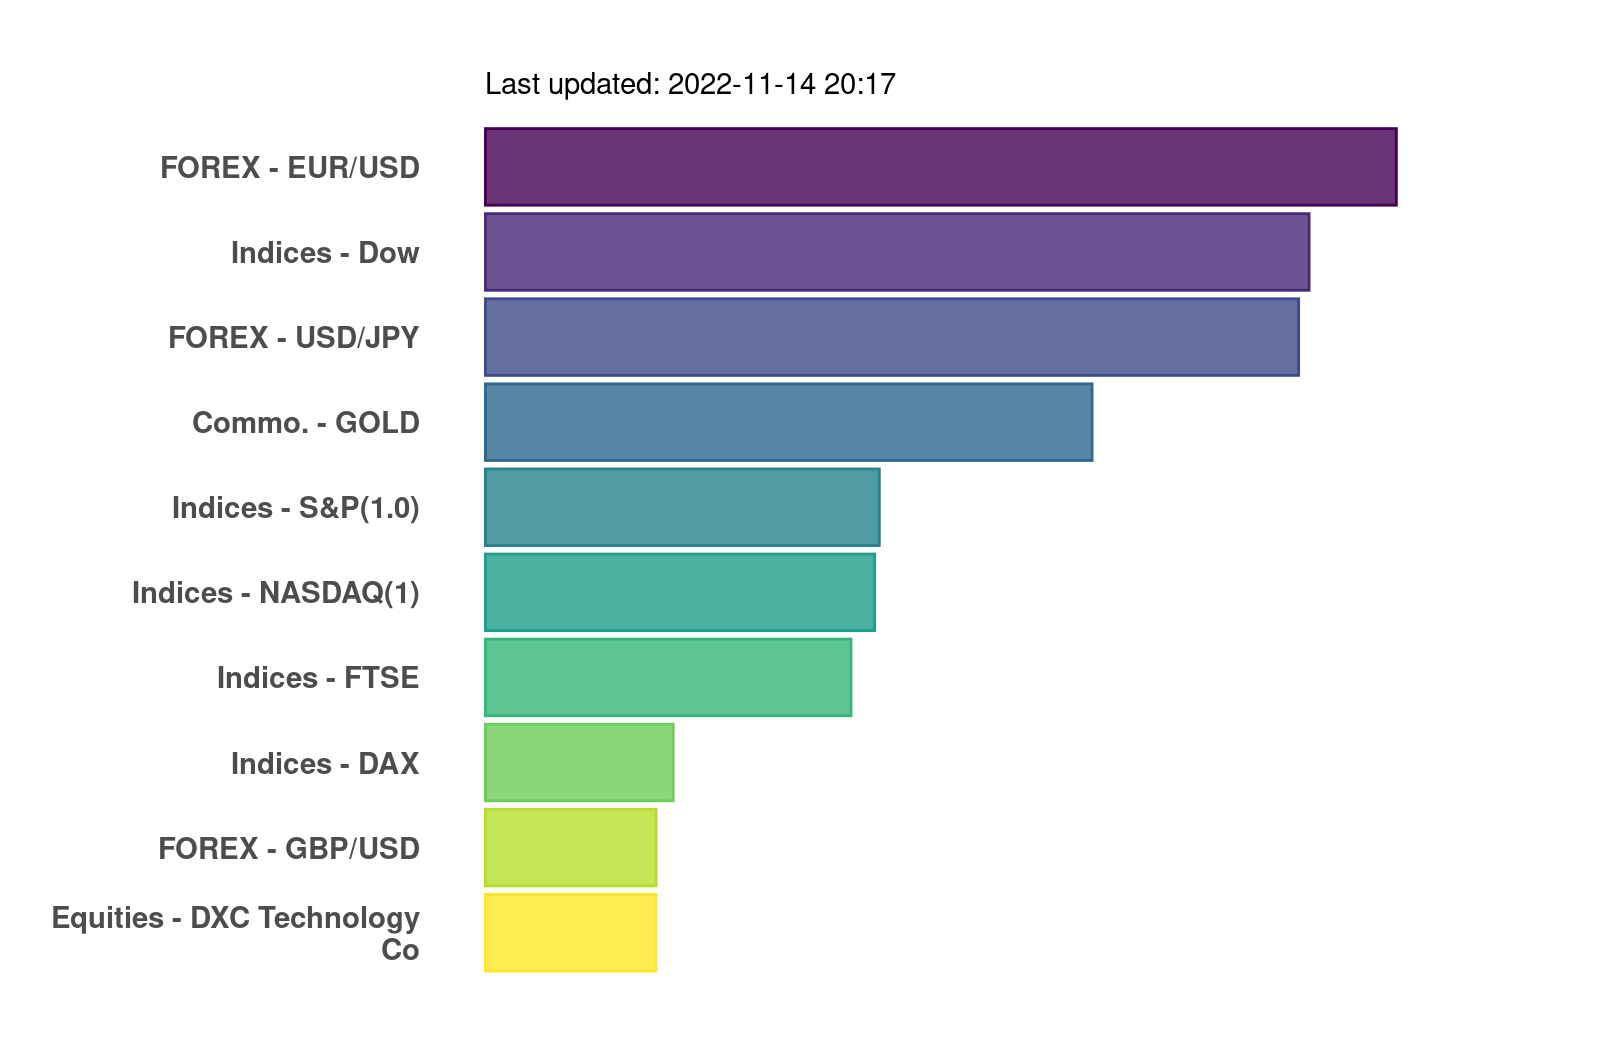 Last updated: 2022-11-14 20:17
FOREX - EUR/USD
Indices - Dow
FOREX - USD/JPY
Commo. - GOLD
Indices - S&P(1.0)
Indices - NASDAQ(1)
Indices - FTSE
Indices - DAX
FOREX - GBP/USD
Equities - DXC Technology
Co